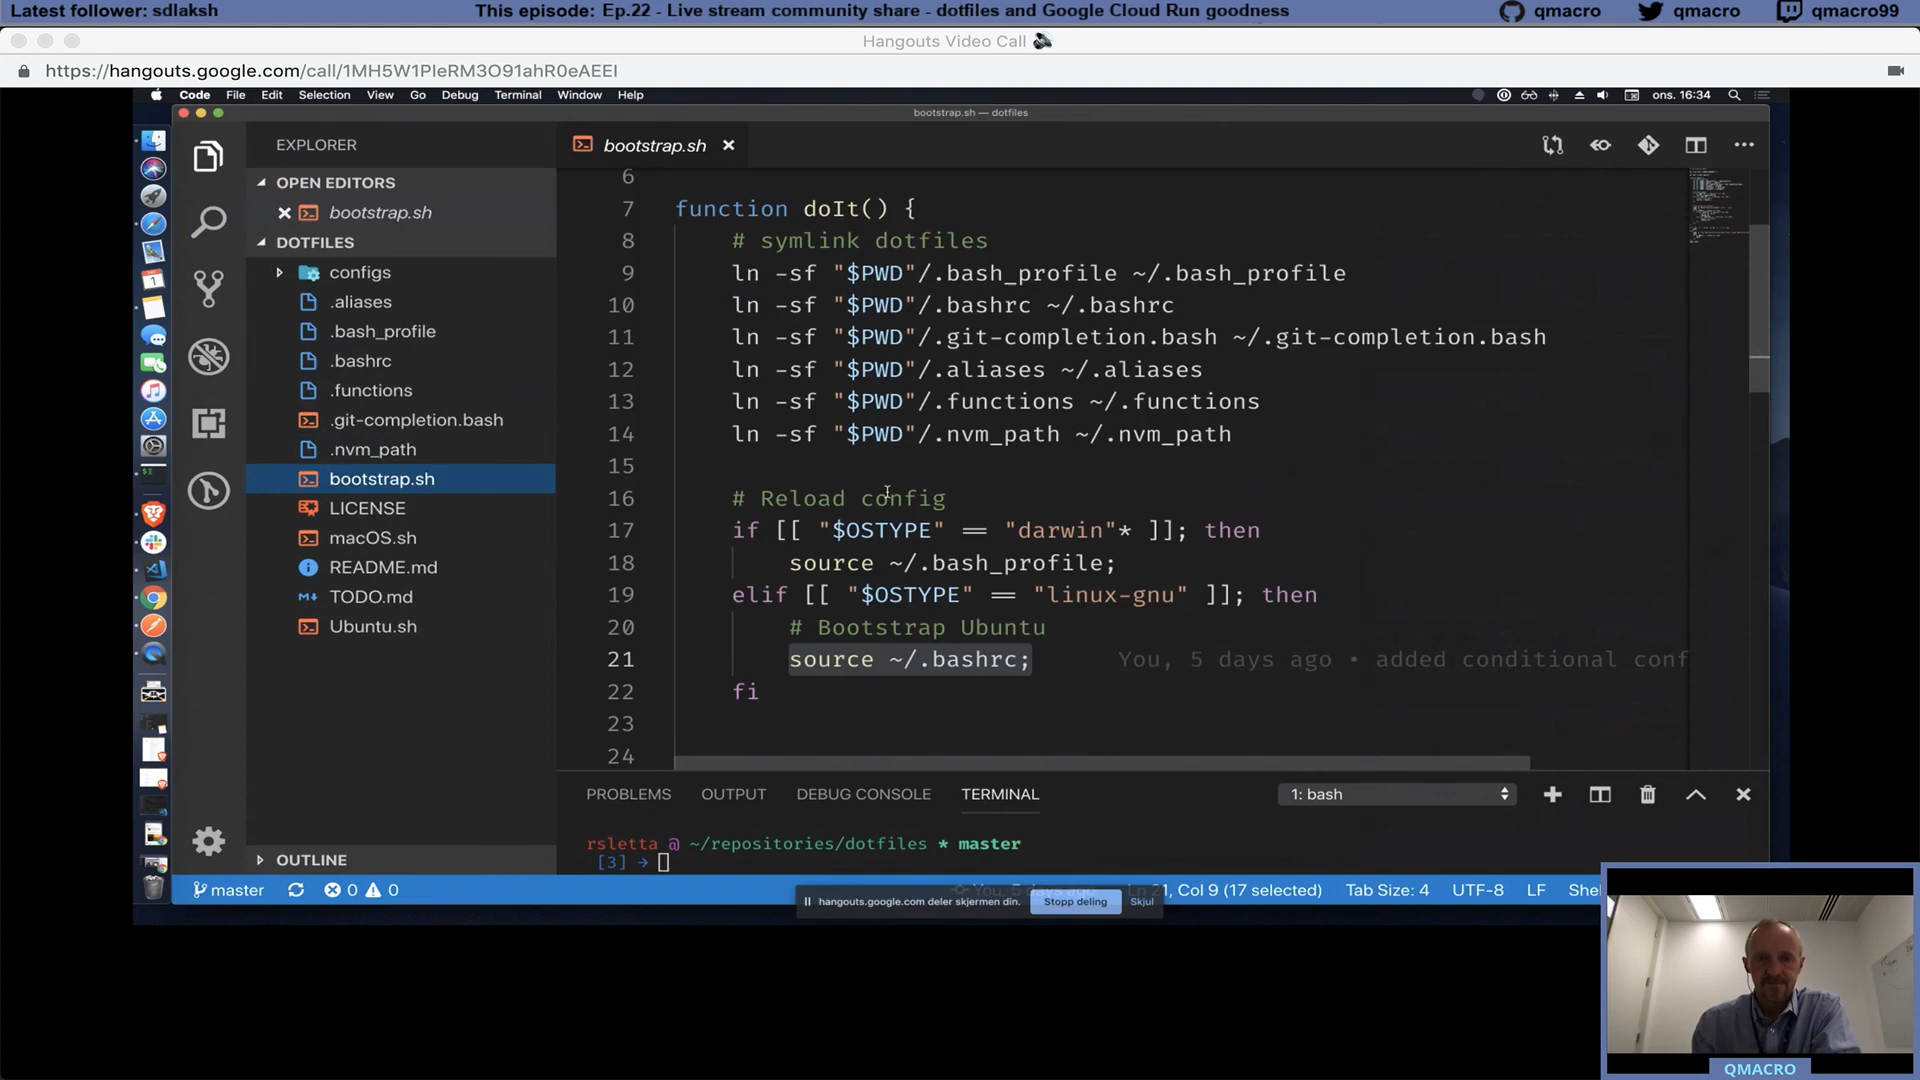 Latest follower: sdlaksh
This episode: Ep.22 - Live stream community share - dotfiles and Google Cloud Run goodness
qmacro
qmacro
qmacro99
Hangouts Video Call
https://hangouts.google.com/call/1MH5W1PIeRM3O91ahR0eAEEI
Code File Edit Selection View Go Debug Terminal Window Help
ons. 16:34
bootstrap.sh — dotfiles
EXPLORER
OPEN EDITORS
bootstrap.sh
DOTFILES
configs
.aliases
.bash_profile
.bashrc
.functions
.git-completion.bash
.nvm_path
bootstrap.sh
LICENSE
macOS.sh
README.md
TODO.md
Ubuntu.sh
OUTLINE
bootstrap.sh
6
7 function doIt() {
8 # symlink dotfiles
9 ln -sf "$PWD"/.bash_profile ~/.bash_profile
10 ln -sf "$PWD"/.bashrc ~/.bashrc
11 ln -sf "$PWD"/.git-completion.bash ~/.git-completion.bash
12 ln -sf "$PWD"/.aliases ~/.aliases
13 ln -sf "$PWD"/.functions ~/.functions
14 ln -sf "$PWD"/.nvm_path ~/.nvm_path
15
16 # Reload config
17 if [[ "$OSTYPE" == "darwin"* ]]; then
18 source ~/.bash_profile;
19 elif [[ "$OSTYPE" == "linux-gnu" ]]; then
20 # Bootstrap Ubuntu
21 source ~/.bashrc; You, 5 days ago • added conditional conf
22 fi
23
24
PROBLEMS OUTPUT DEBUG CONSOLE TERMINAL
1: bash
rsletta @ ~/repositories/dotfiles * master
[3] →
master 0 0
You, 5 days ago Ln 21, Col 9 (17 selected) Tab Size: 4 UTF-8 LF Shel
hangouts.google.com deler skjermen din. Stopp deling Skjul
QMACRO